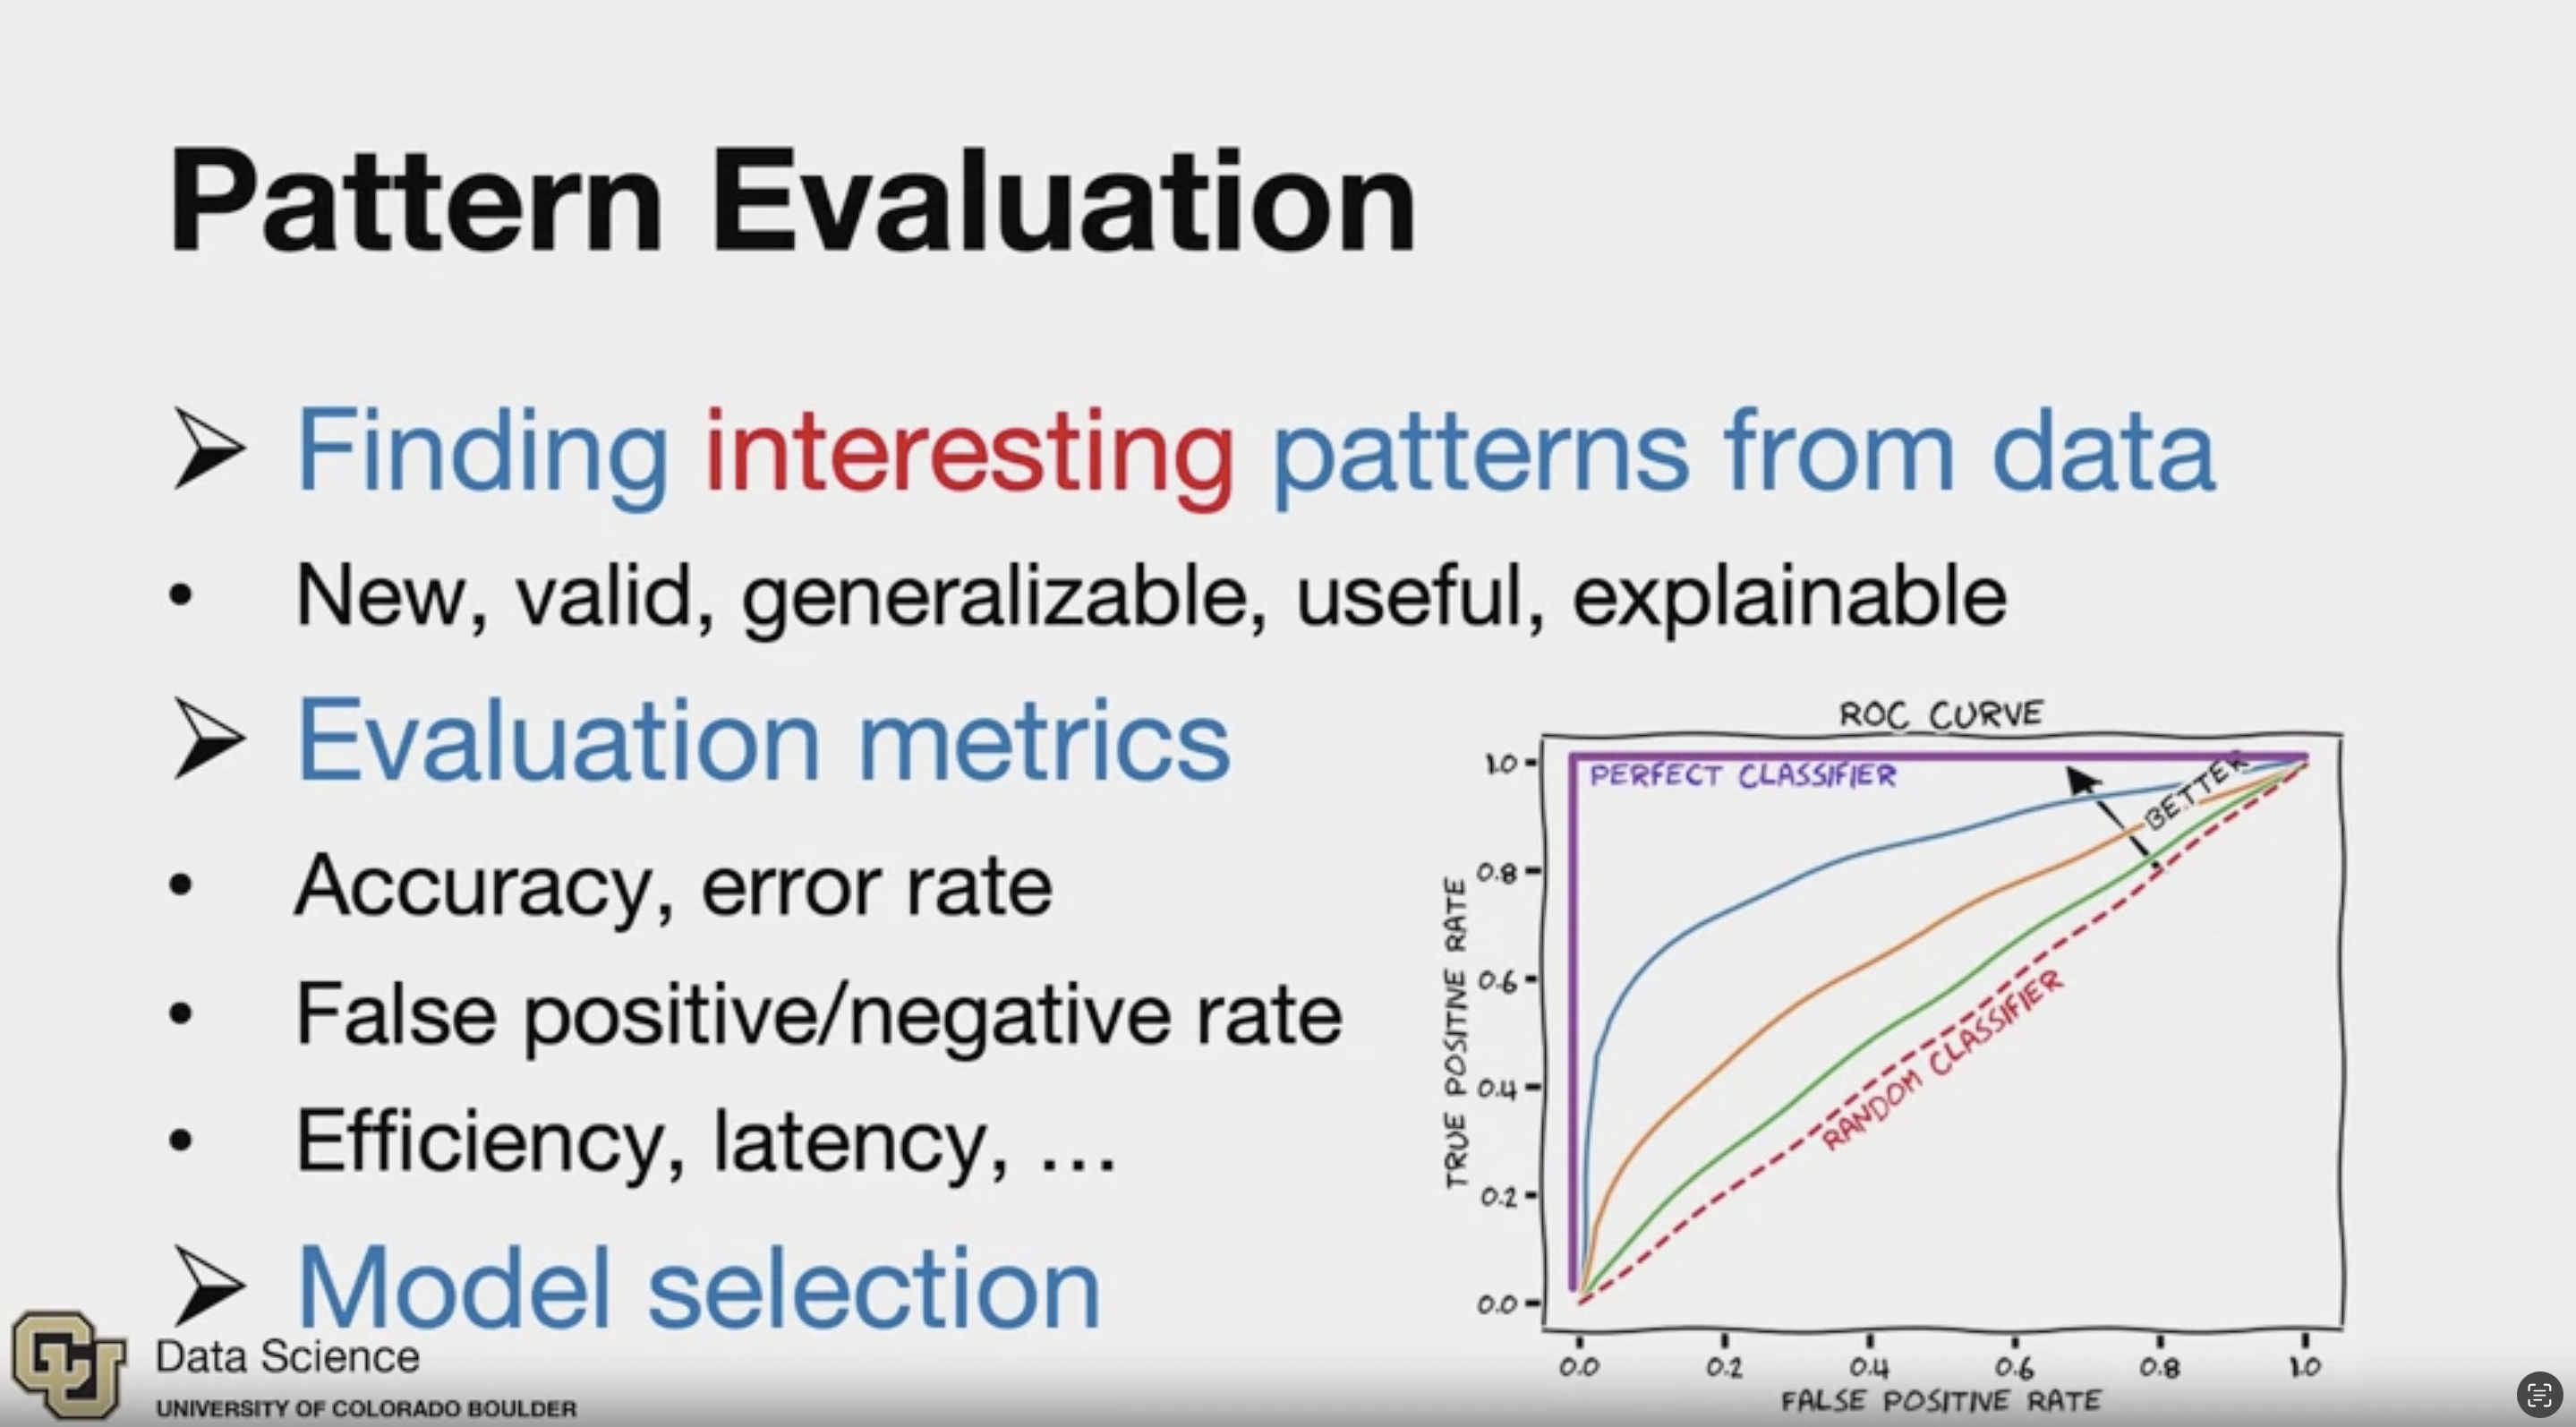 Pattern Evaluation
Finding interesting patterns from data
• New, valid, generalizable, useful, explainable
Evaluation metrics
• Accuracy, error rate
• False positive/negative rate
• Efficiency, latency, ...
Model selection
ROC CURVE
PERFECT CLASSIFIER
BETTER
RANDOM CLASSIFIER
TRUE POSITIVE RATE
1.0
0.8
0.6
0.4
0.2
0.0
0.0 0.2 0.4 0.6 0.8 1.0
FALSE POSITIVE RATE
CU
Data Science
UNIVERSITY OF COLORADO BOULDER